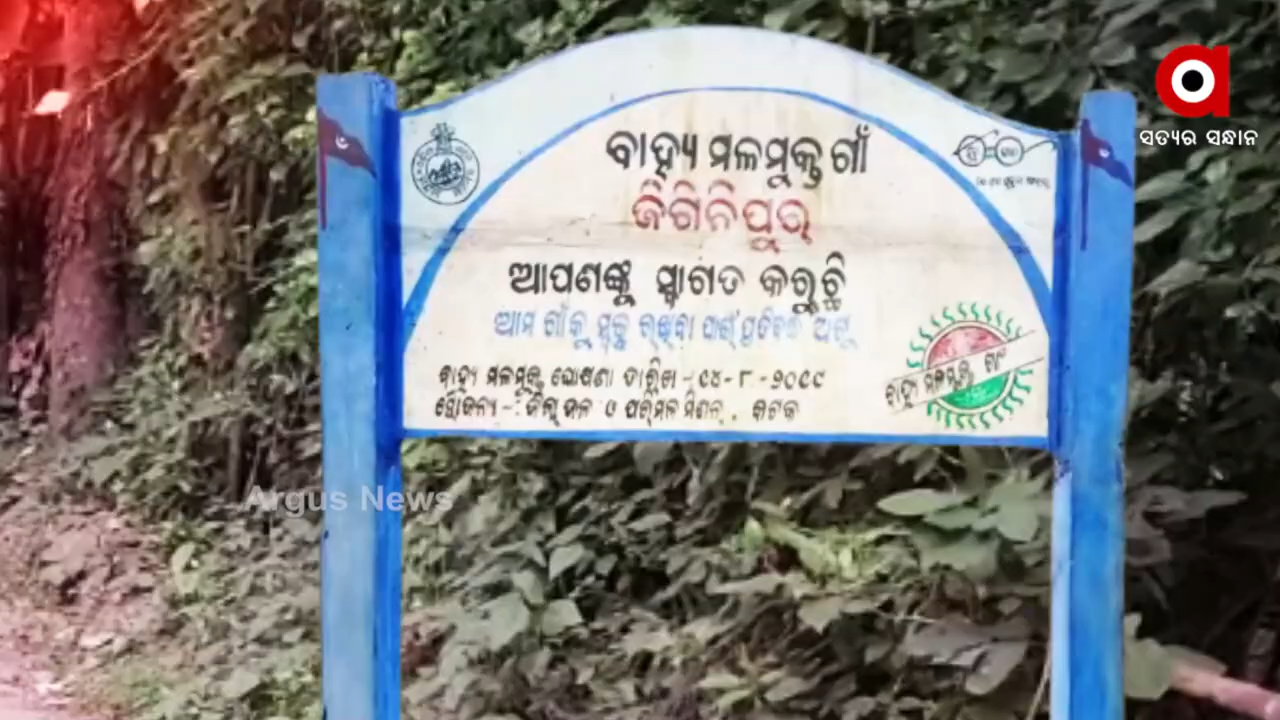 ସତ୍ୟର ସନ୍ଧାନ
ବାହ୍ୟ ମଳମୁକ୍ତ ଗାଁ
ଜିଗିନିପୁର
ଆପଣଙ୍କୁ ସ୍ୱାଗତ କରୁଚି
ଆମ ଗାଁକୁ ସ୍ୱଚ୍ଛ ରଖିବା ପାଇଁ ପ୍ରତିବଦ୍ଧ ଅଟୁ
ବାହ୍ୟ ମଳମୁକ୍ତ ଘୋଷଣା ତାରିଖ - ୧୪-୮-୨୦୧୯
ସୌଜନ୍ୟ - : ଜିଲ୍ଲା ଜଳ ଓ ପରିମଳ ମିଶନ, କଟକ
ବାହ୍ୟ ମଳମୁକ୍ତ ଗାଁ
Argus News